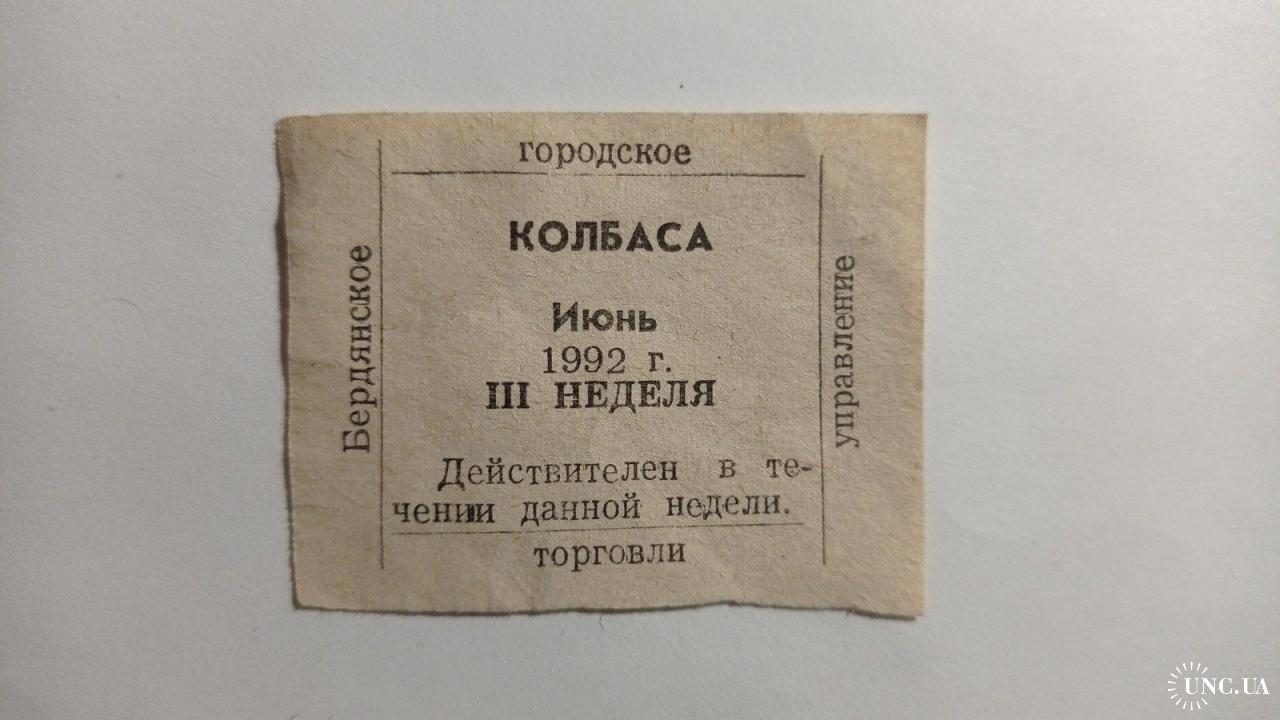 городское
Бердянское
КОЛБАСА
Июнь
1992 г.
III НЕДЕЛЯ
Действителен в те-
чении данной недели.
управление
торговли
UNC.UA